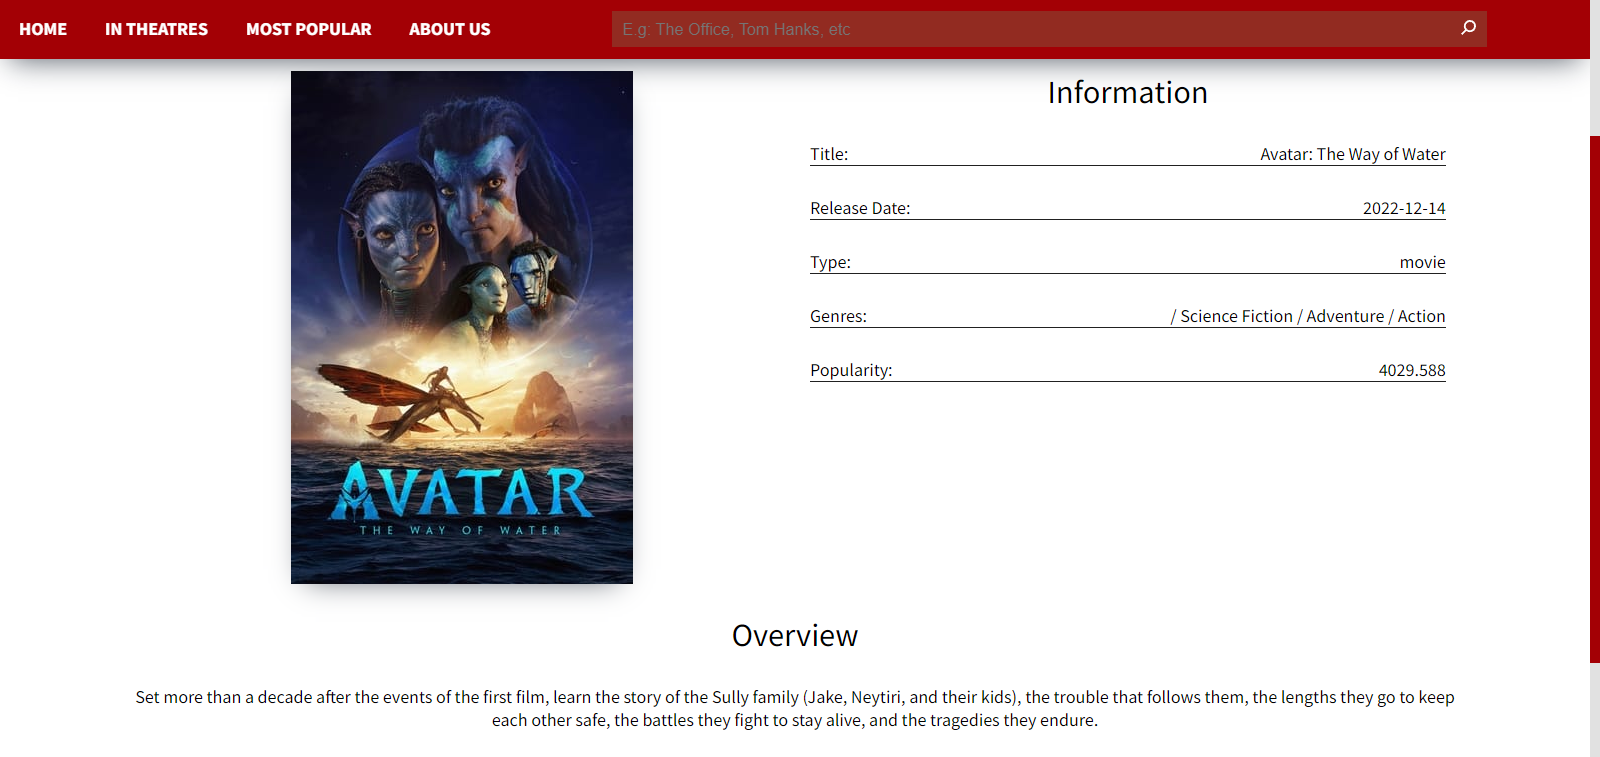 HOME IN THEATRES MOST POPULAR ABOUT US E.g: The Office, Tom Hanks, etc
AVATAR
THE WAY OF WATER
Information
Title: Avatar: The Way of Water
Release Date: 2022-12-14
Type: movie
Genres: / Science Fiction / Adventure / Action
Popularity: 4029.588
Overview
Set more than a decade after the events of the first film, learn the story of the Sully family (Jake, Neytiri, and their kids), the trouble that follows them, the lengths they go to keep
each other safe, the battles they fight to stay alive, and the tragedies they endure.